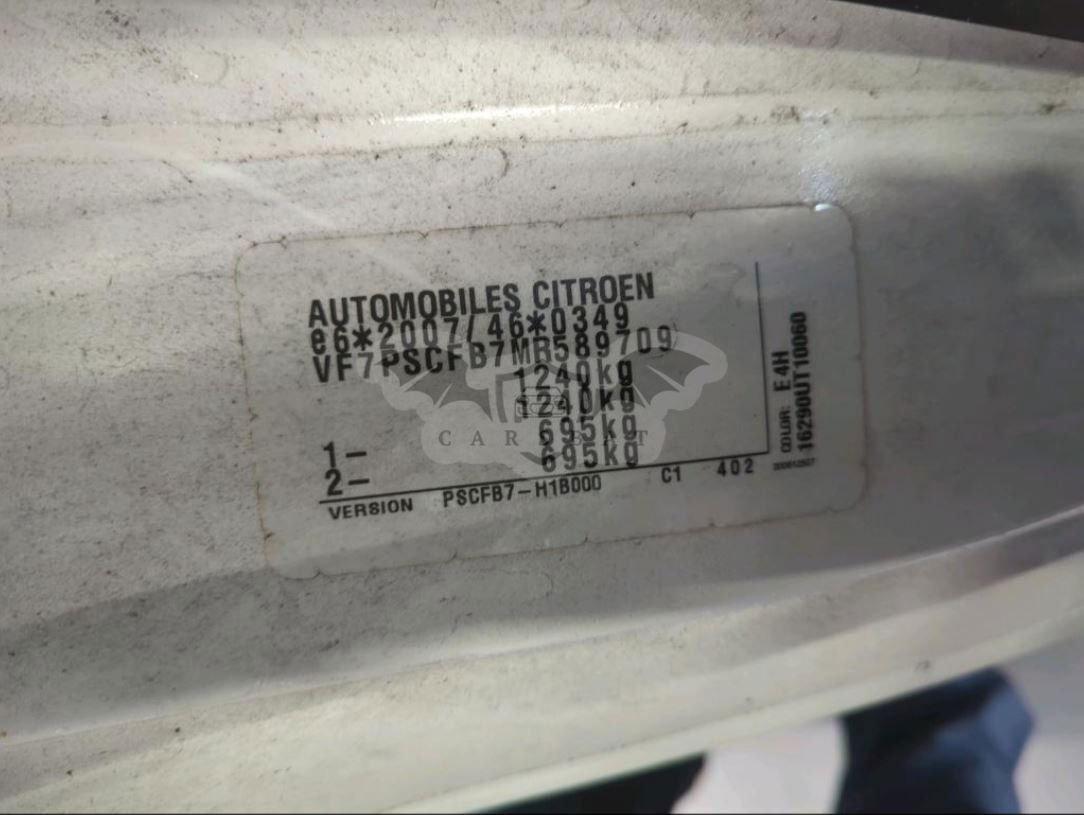 AUTOMOBILES CITROEN
e6*2007/46*0349
VF7PSCFB7MR589709
1240kg
1240kg
1- 695kg
2- 695kg
VERSION PSCFB7-H1B000 C1 402
COLOR: E4H
16290UT10060
CARBEAT